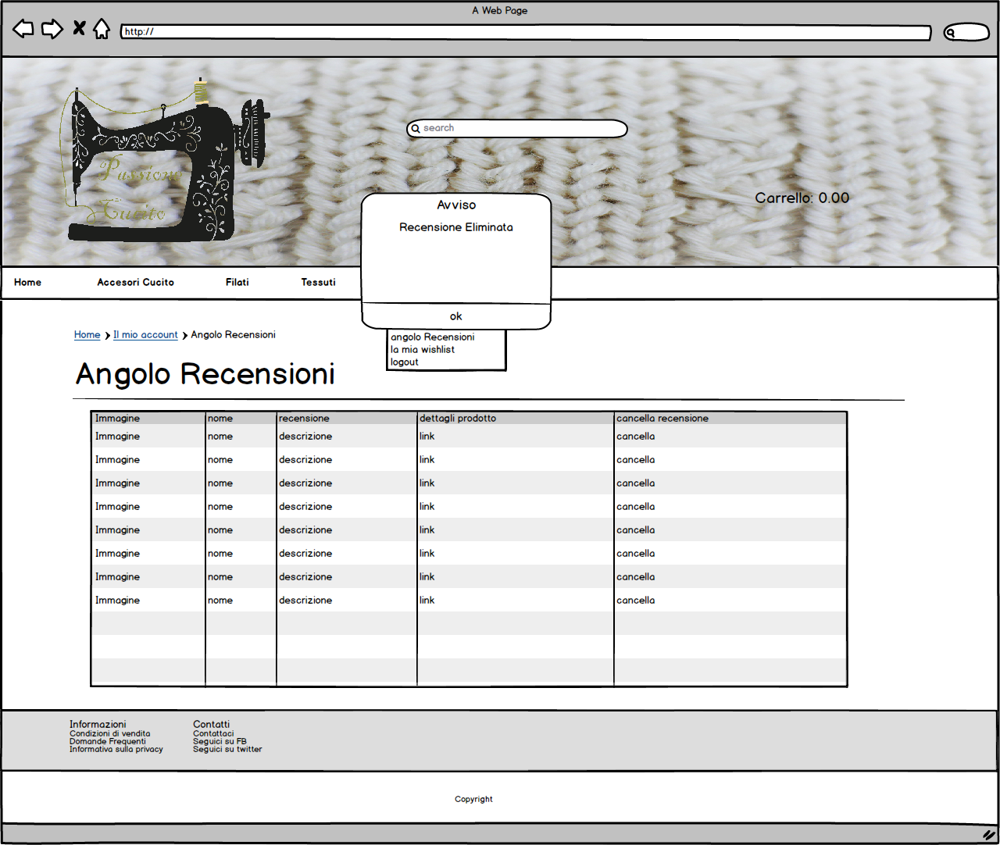 A Web Page
http://
search
Passione
Cucito
Carrello: 0.00
Avviso
Recensione Eliminata
ok
Home Accesori Cucito Filati Tessuti
Home Il mio account Angolo Recensioni
angolo Recensioni
la mia wishlist
logout
Angolo Recensioni
Immagine nome recensione dettagli prodotto cancella recensione
Immagine nome descrizione link cancella
Immagine nome descrizione link cancella
Immagine nome descrizione link cancella
Immagine nome descrizione link cancella
Immagine nome descrizione link cancella
Immagine nome descrizione link cancella
Immagine nome descrizione link cancella
Immagine nome descrizione link cancella
Informazioni Contatti
Condizioni di vendita Contattaci
Domande Frequenti Seguici su FB
Informativa sulla privacy Seguici su twitter
Copyright